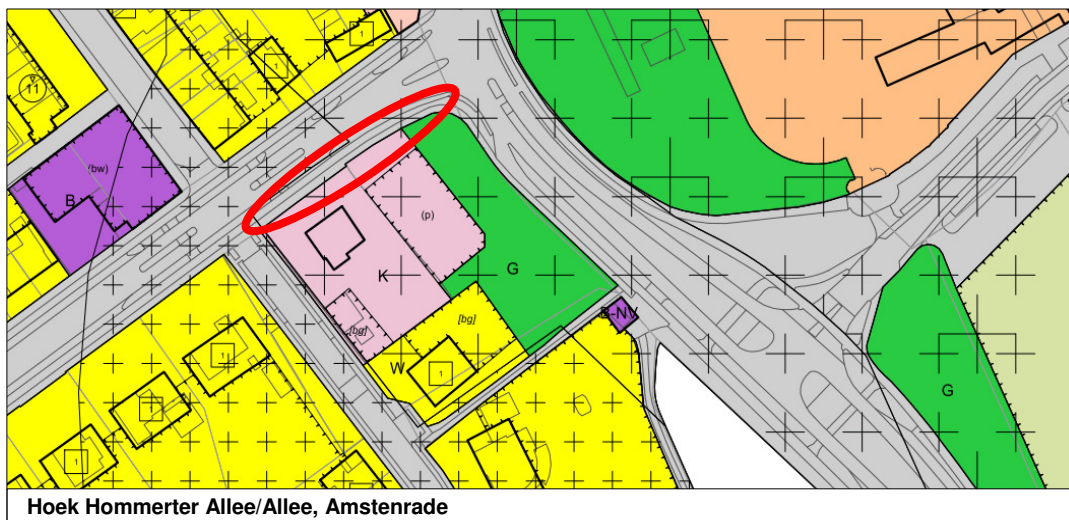 1
1
11
(bw)
B
(p)
K
G
[bg]
[bg]
B-NV
W
1
1
1
1
G
Hoek Hommerter Allee/Allee, Amstenrade